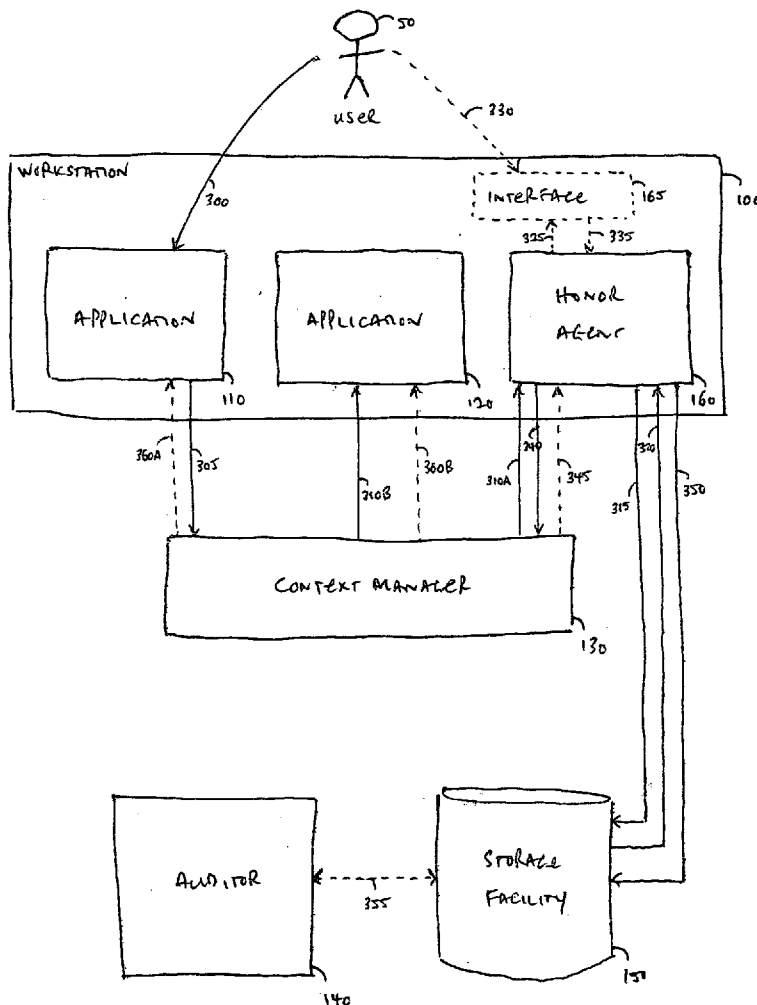 50
USER
330
WORKSTATION
300
INTERFACE
165
100
325
335
APPLICATION
APPLICATION
HONOR
AGENT
110
120
160
360A
305
310B
360B
310A
340
345
315
320
350
CONTEXT MANAGER
130
AUDITOR
355
STORAGE
FACILITY
140
150